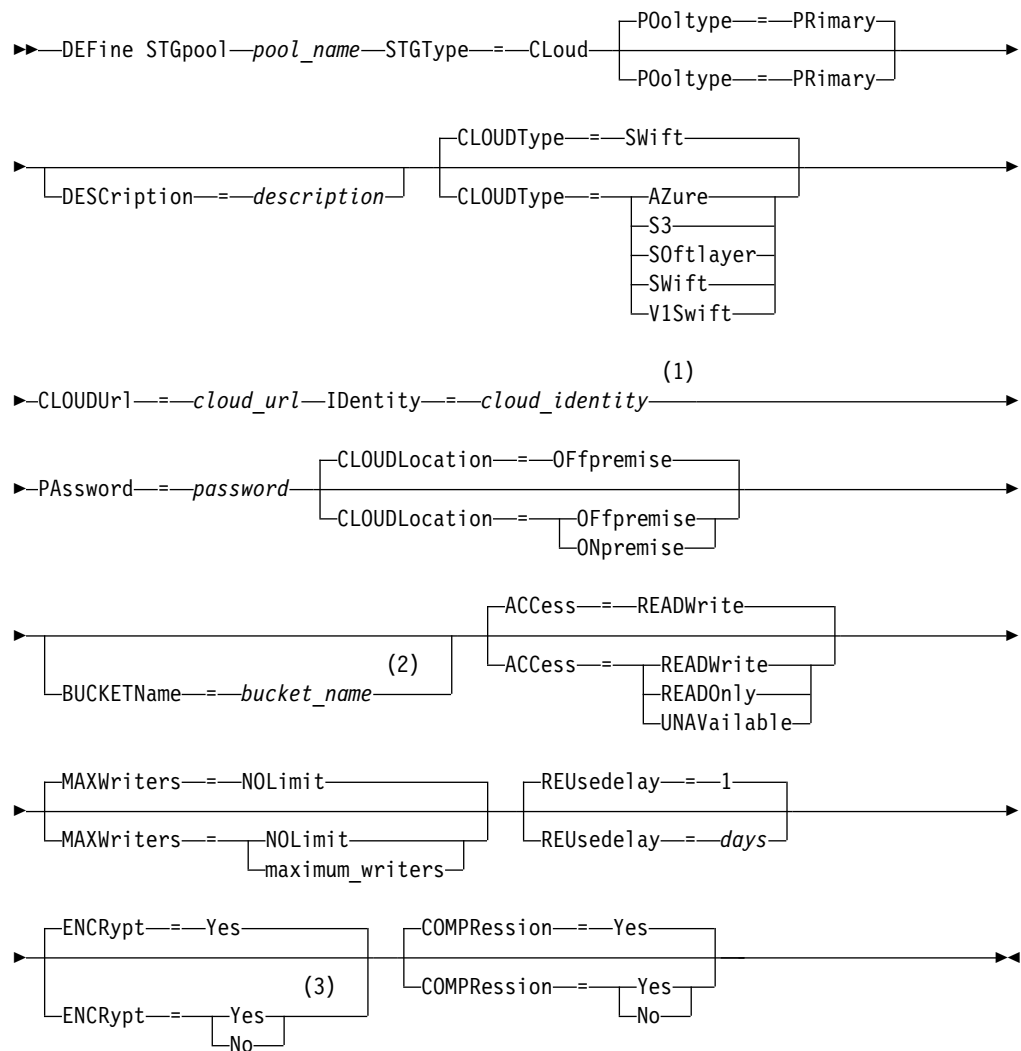 POoltype = PRimary
DEFine STGpool pool_name STGType = CLoud
POoltype = PRimary
CLOUDType = SWift
DESCription = description
CLOUDType = AZure
S3
SOftlayer
SWift
V1Swift
(1)
CLOUDUrl = cloud_url IDentity = cloud_identity
CLOUDLocation = OFfpremise
PAssword = password
CLOUDLocation = OFfpremise
ONpremise
ACCess = READWrite
(2)
BUCKETName = bucket_name
ACCess = READWrite
READOnly
UNAVailable
MAXWriters = NOLimit
REUsedelay = 1
MAXWriters = NOLimit
maximum_writers
REUsedelay = days
ENCRypt = Yes
COMPRession = Yes
(3)
ENCRypt = Yes
No
COMPRession = Yes
No